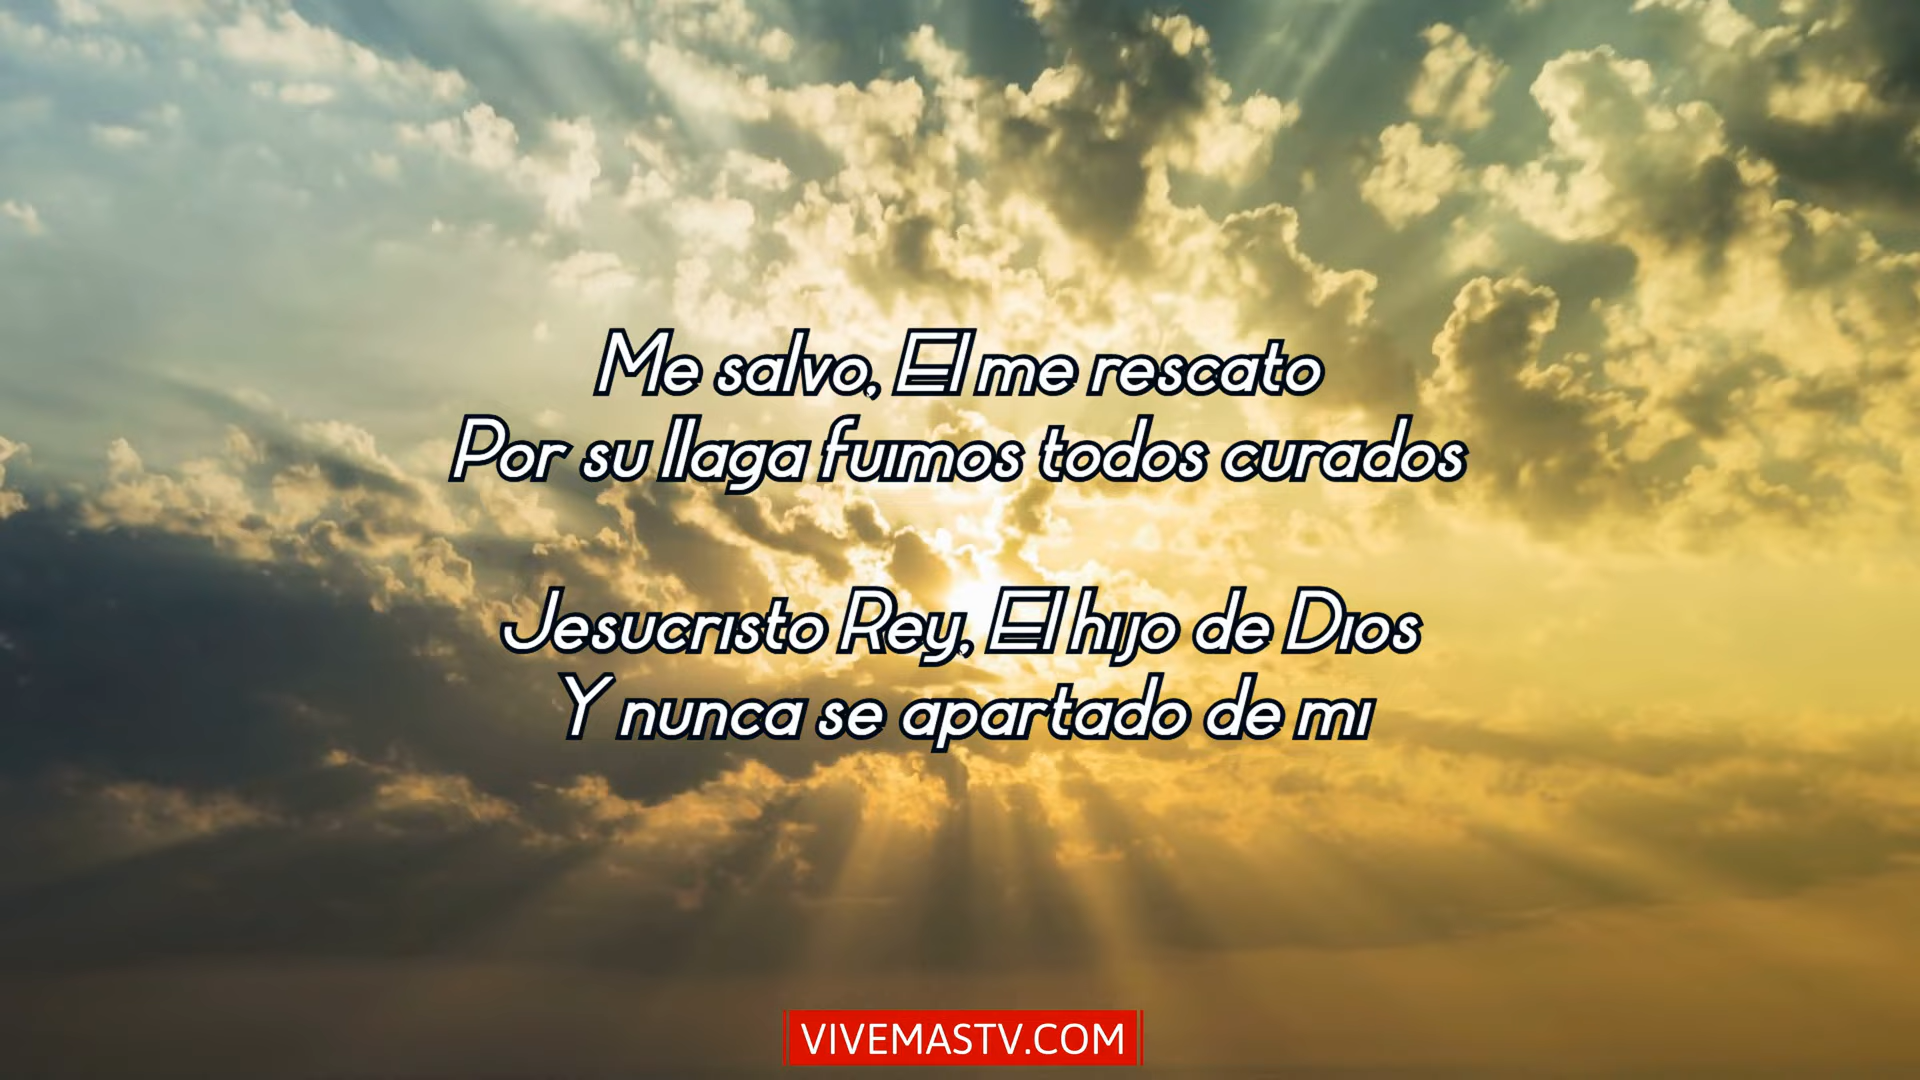 Me salvo, El me rescato
Por su llaga fuimos todos curados
Jesucristo Rey, El hijo de Dios
Y nunca se apartado de mi
VIVEMASTV.COM